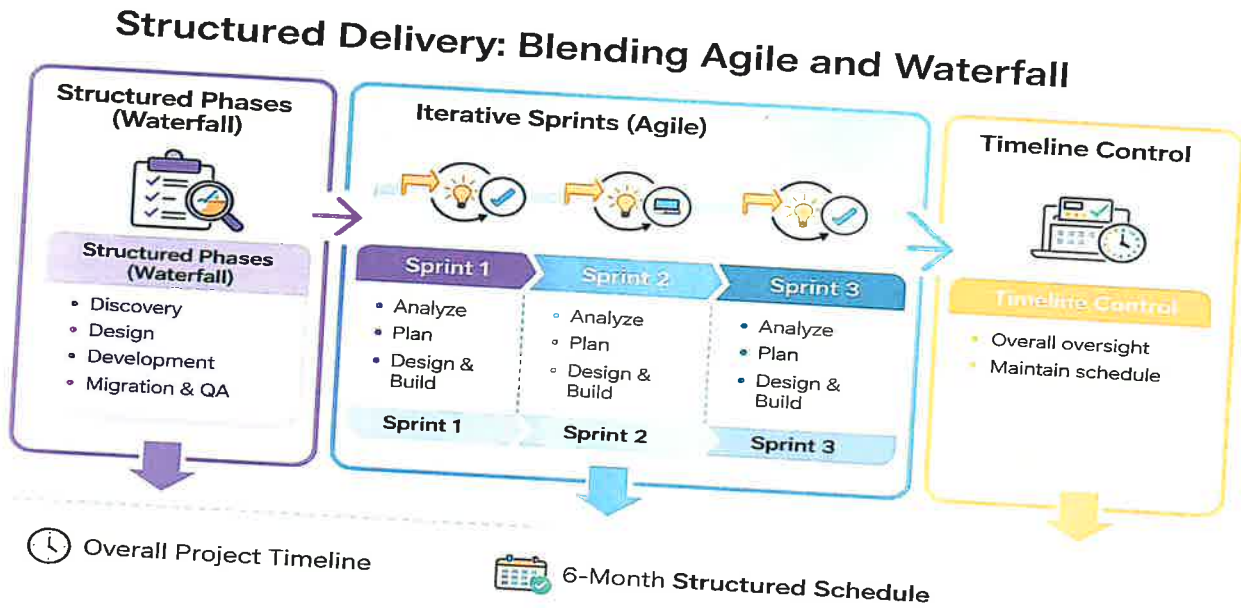 Structured Delivery: Blending Agile and Waterfall
Structured Phases
(Waterfall)
Structured Phases
(Waterfall)
• Discovery
• Design
• Development
• Migration & QA
Iterative Sprints (Agile)
Sprint 1
• Analyze
• Plan
• Design &
Build
Sprint 1
Sprint 2
• Analyze
• Plan
• Design &
Build
Sprint 2
Sprint 3
• Analyze
• Plan
• Design &
Build
Sprint 3
Timeline Control
Timeline Control
• Overall oversight
• Maintain schedule
Overall Project Timeline
6-Month Structured Schedule